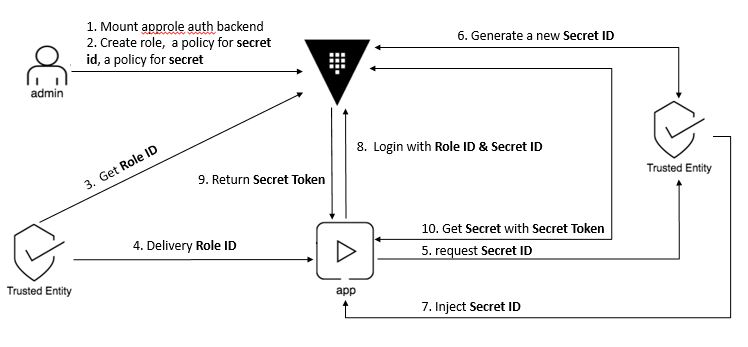 1. Mount approle auth backend
2. Create role,  a policy for secret
id, a policy for secret
6. Generate a new Secret ID
admin
8.  Login with Role ID & Secret ID
3. Get Role ID
Trusted Entity
9. Return Secret Token
10. Get Secret with Secret Token
4. Delivery Role ID
5. request Secret ID
Trusted Entity
app
7. Inject Secret ID